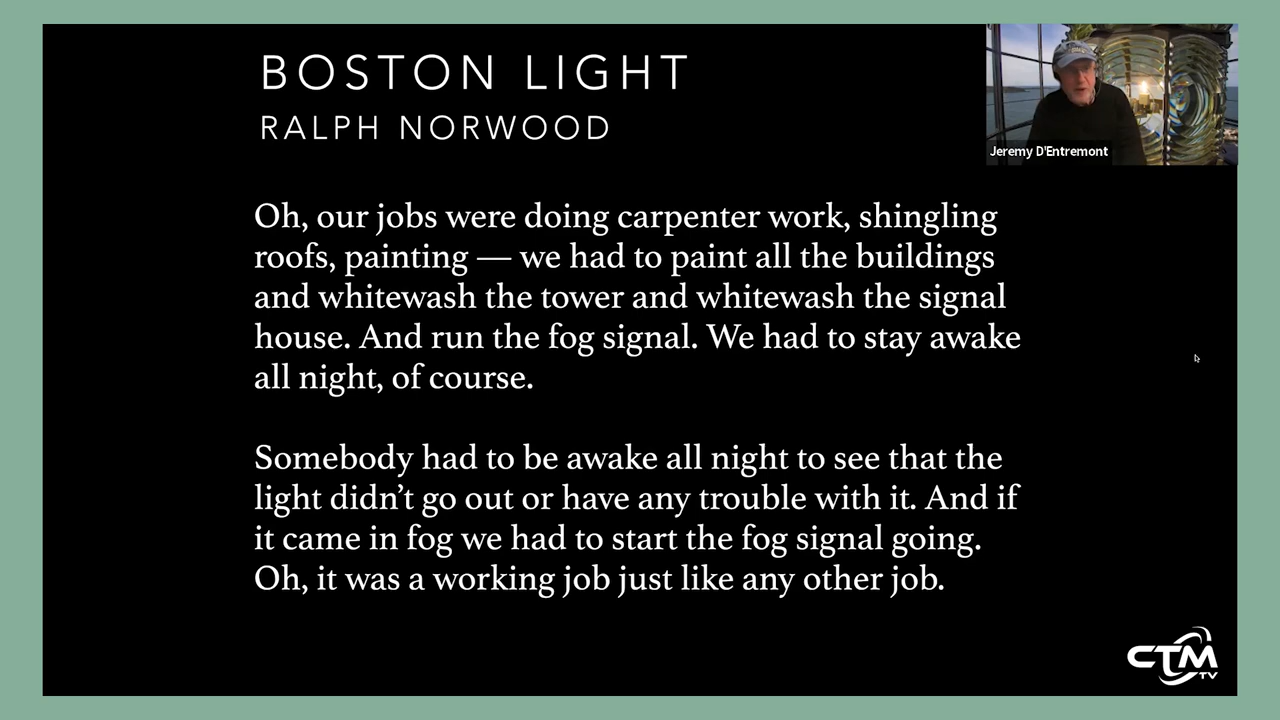 BOSTON LIGHT
RALPH NORWOOD
Jeremy D'Entremont
Oh, our jobs were doing carpenter work, shingling
roofs, painting — we had to paint all the buildings
and whitewash the tower and whitewash the signal
house. And run the fog signal. We had to stay awake
all night, of course.
Somebody had to be awake all night to see that the
light didn’t go out or have any trouble with it. And if
it came in fog we had to start the fog signal going.
Oh, it was a working job just like any other job.
CTM
TV